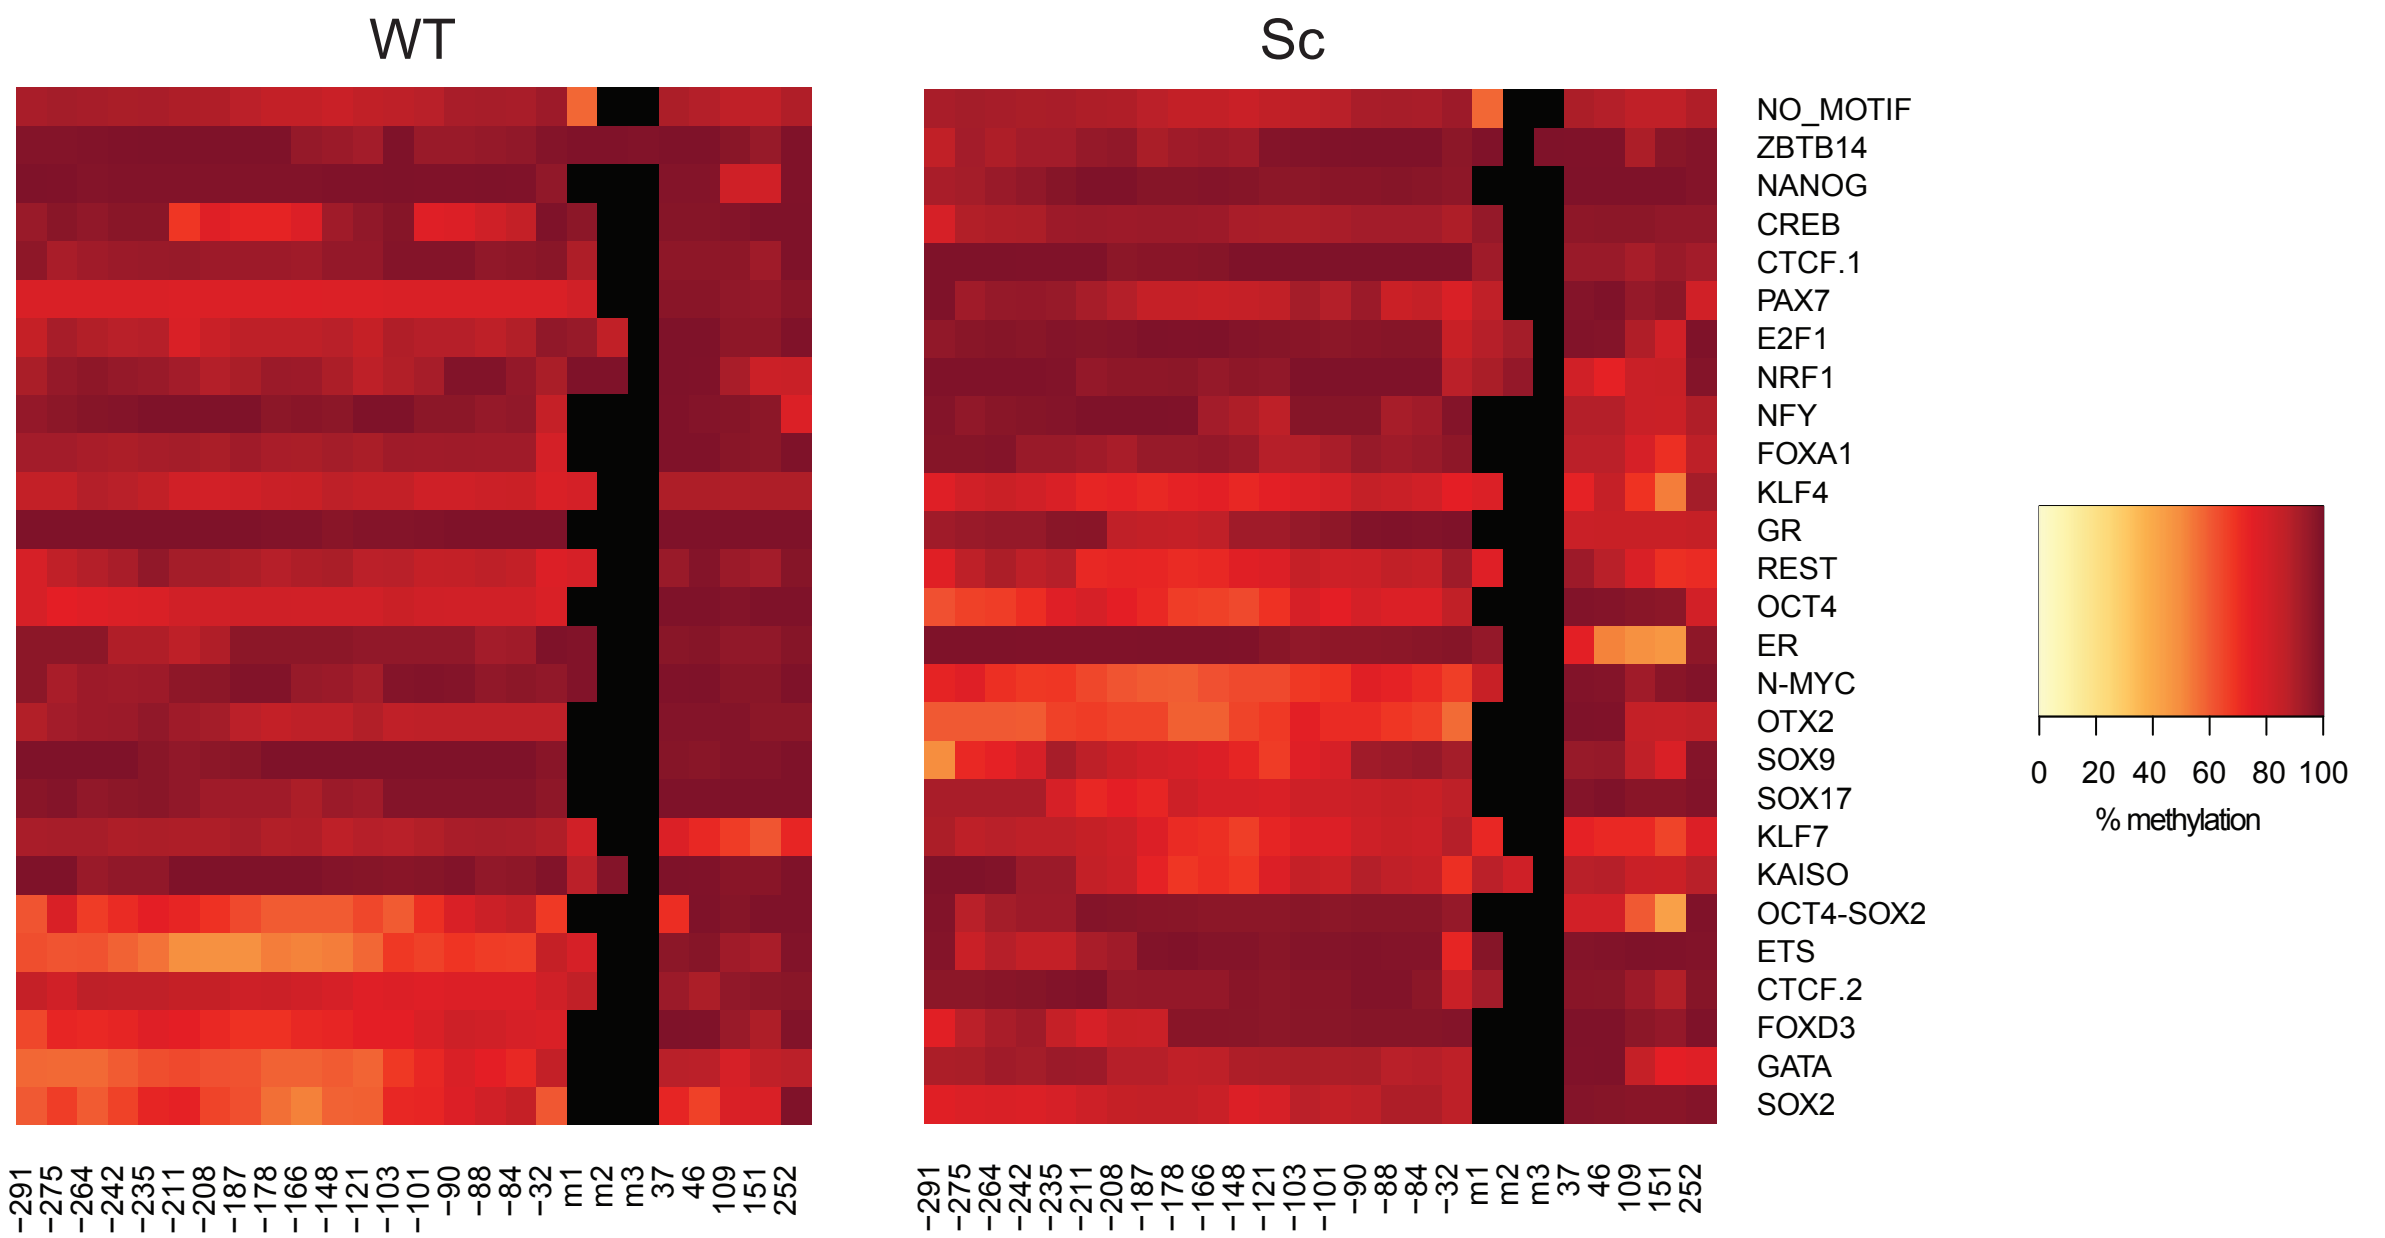 WT
Sc
NO_MOTIF
ZBTB14
NANOG
CREB
CTCF.1
PAX7
E2F1
NRF1
NFY
FOXA1
KLF4
GR
REST
OCT4
ER
N-MYC
OTX2
SOX9
SOX17
KLF7
KAISO
OCT4-SOX2
ETS
CTCF.2
FOXD3
GATA
SOX2
0 20 40 60 80 100
% methylation
−291 −275 −264 −242 −235 −211 −208 −187 −178 −166 −148 −121 −103 −101 −90 −88 −84 −32 m1 m2 m3 37 46 109 151 252
−291 −275 −264 −242 −235 −211 −208 −187 −178 −166 −148 −121 −103 −101 −90 −88 −84 −32 m1 m2 m3 37 46 109 151 252